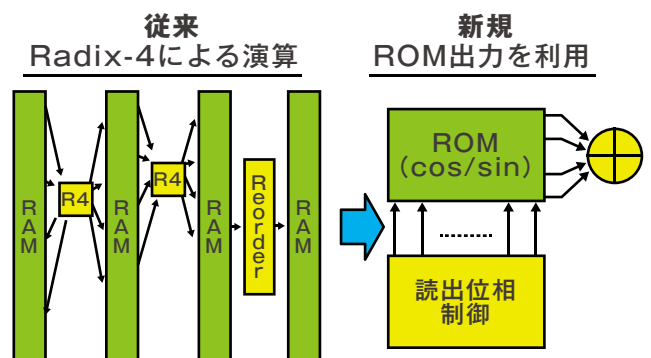 従来
Radix-4による演算
RAM
R4
RAM
R4
RAM
Reorder
RAM
新規
ROM出力を利用
ROM
(cos/sin)
読出位相
制御